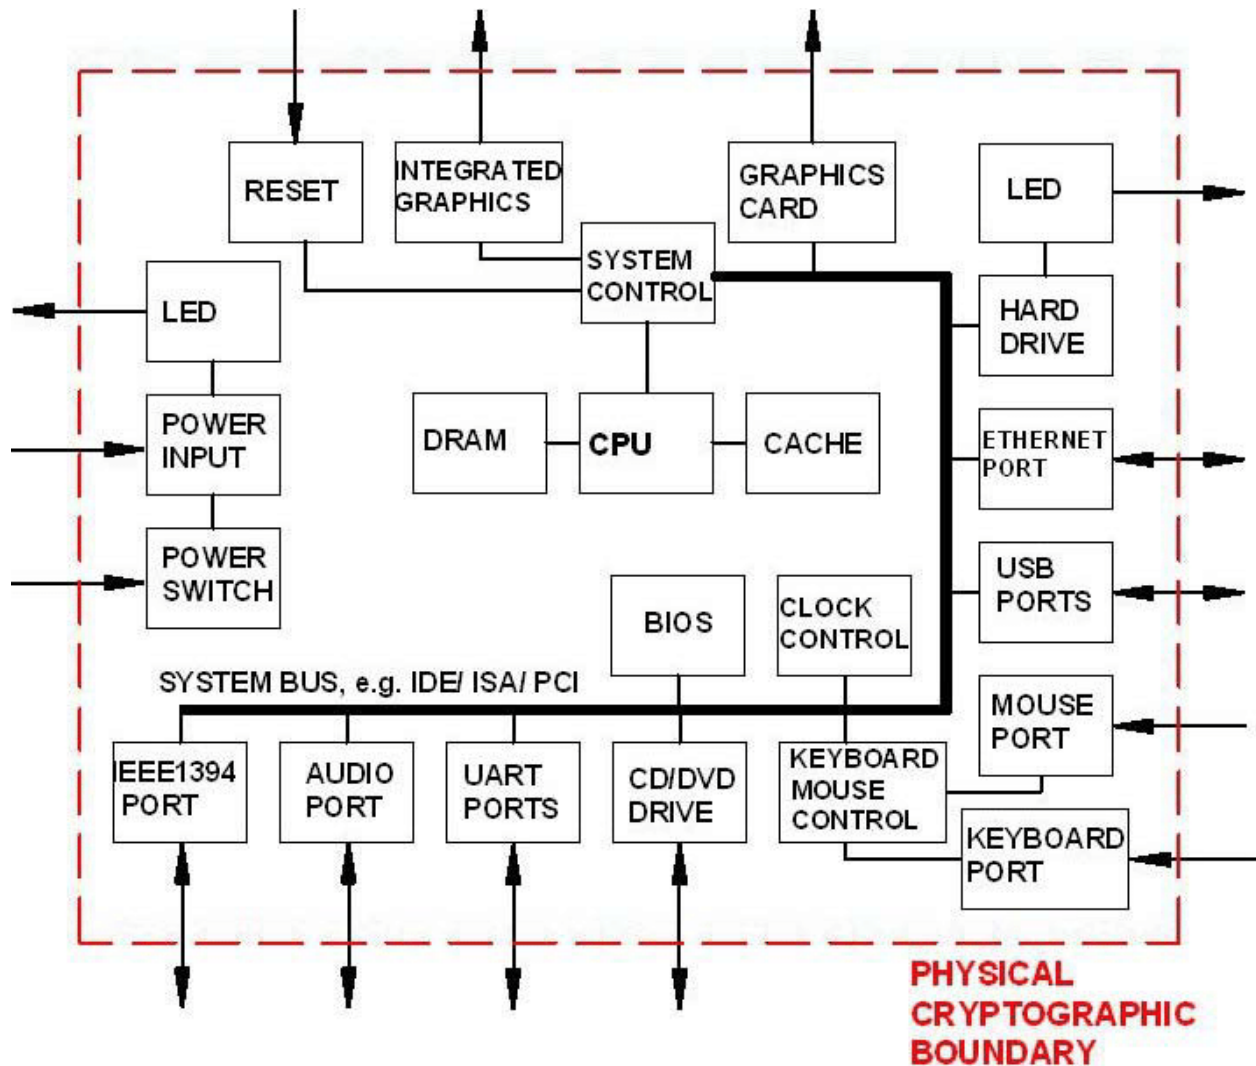 RESET
INTEGRATED
GRAPHICS
GRAPHICS
CARD
LED
SYSTEM
CONTROL
LED
HARD
DRIVE
POWER
INPUT
DRAM
CPU
CACHE
ETHERNET
PORT
POWER
SWITCH
BIOS
CLOCK
CONTROL
USB
PORTS
SYSTEM BUS, e.g. IDE/ ISA/ PCI
MOUSE
PORT
IEEE1394
PORT
AUDIO
PORT
UART
PORTS
CD/DVD
DRIVE
KEYBOARD
MOUSE
CONTROL
KEYBOARD
PORT
PHYSICAL
CRYPTOGRAPHIC
BOUNDARY